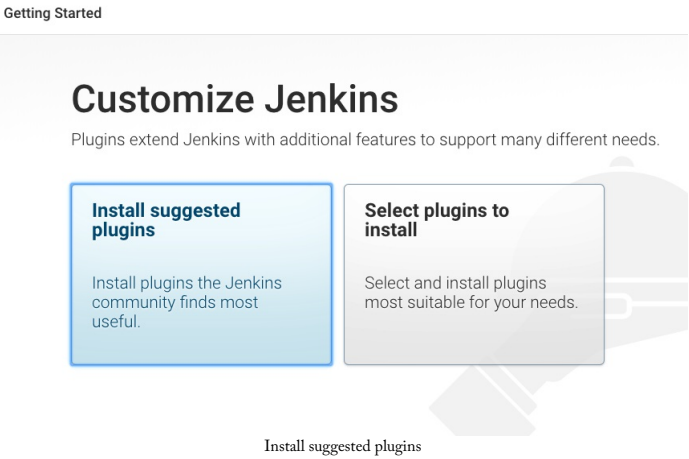 Getting Started
Customize Jenkins
Plugins extend Jenkins with additional features to support many different needs.
Install suggested
plugins
Install plugins the Jenkins
community finds most
useful.
Select plugins to
install
Select and install plugins
most suitable for your needs.
Install suggested plugins